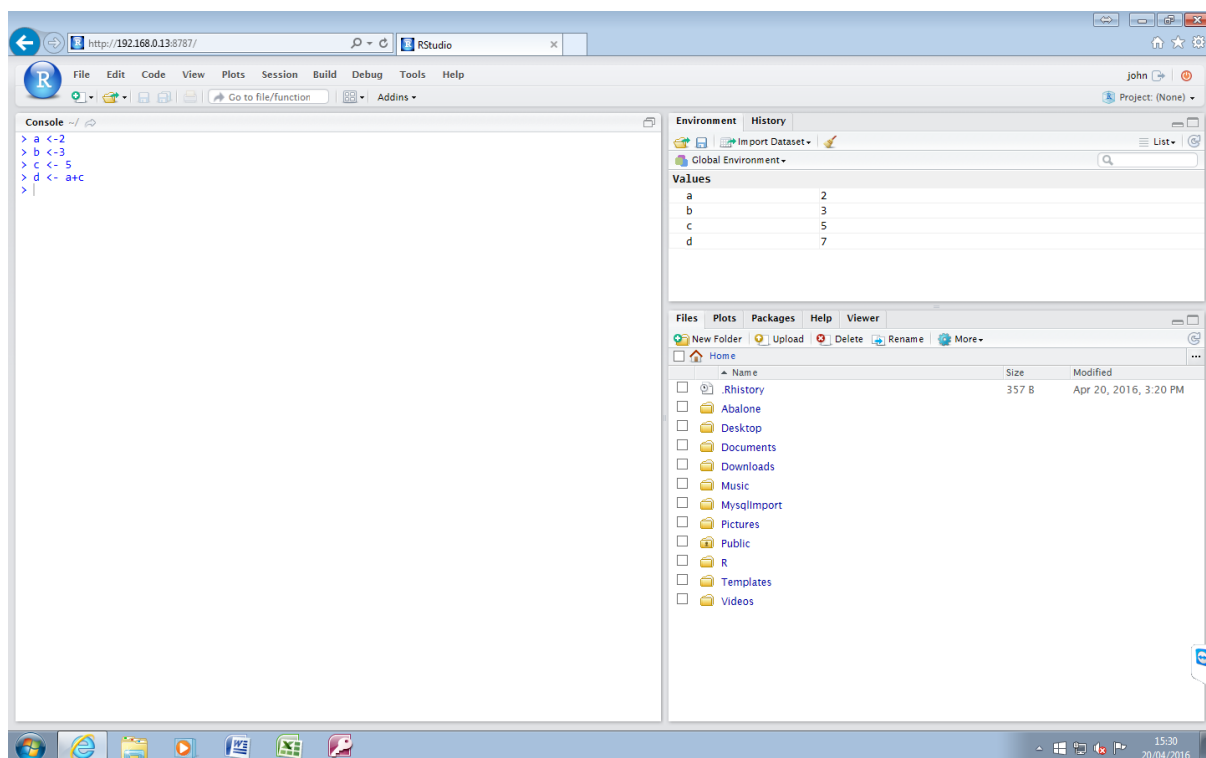 http://192.168.0.13:8787/ RStudio
R File Edit Code View Plots Session Build Debug Tools Help john
Go to file/function Addins Project: (None)
Console ~/
> a <-2
> b <-3
> c <- 5
> d <- a+c
>
Environment History
Import Dataset List
Global Environment
Values
a 2
b 3
c 5
d 7
Files Plots Packages Help Viewer
New Folder Upload Delete Rename More
Home ...
Name Size Modified
.Rhistory 357 B Apr 20, 2016, 3:20 PM
Abalone
Desktop
Documents
Downloads
Music
MysqlImport
Pictures
Public
R
Templates
Videos
15:30
20/04/2016